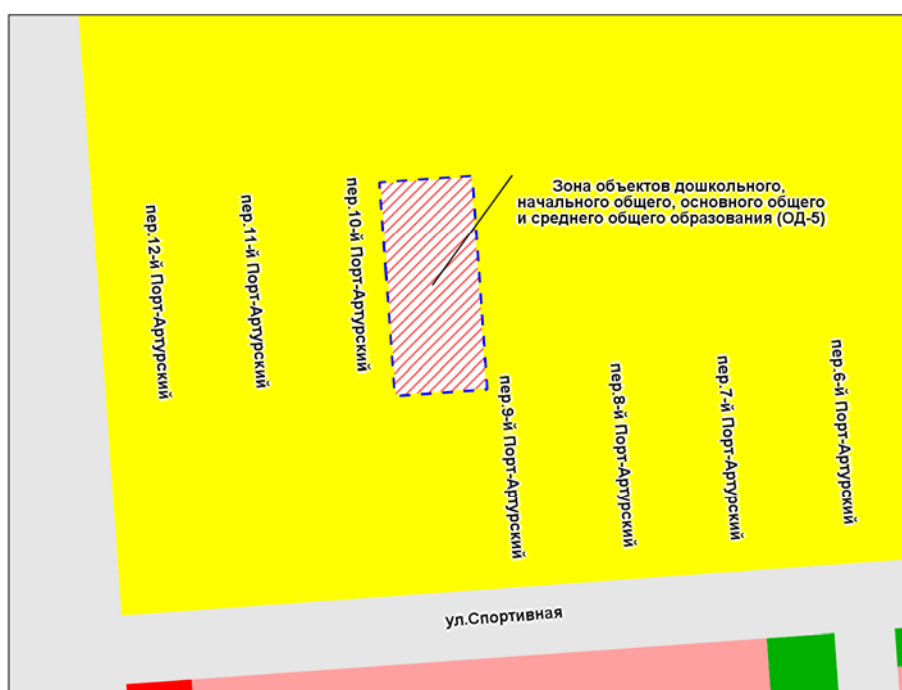 Зона объектов дошкольного,
начального общего, основного общего
и среднего общего образования (ОД-5)
пер.12-й Порт-Артурский
пер.11-й Порт-Артурский
пер.10-й Порт-Артурский
пер.9-й Порт-Артурский
пер.8-й Порт-Артурский
пер.7-й Порт-Артурский
пер.6-й Порт-Артурский
ул.Спортивная